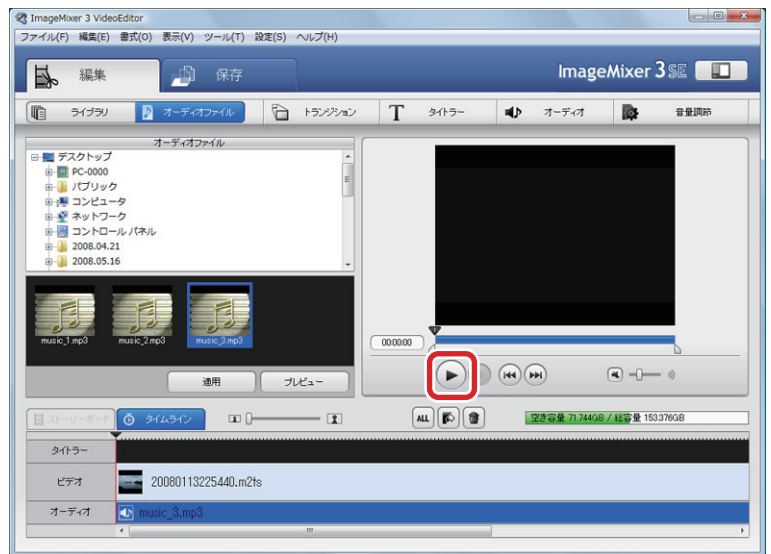 ImageMixer 3 VideoEditor
ファイル(F) 編集(E) 書式(O) 表示(V) ツール(T) 設定(S) ヘルプ(H)
編集 保存 ImageMixer 3 SE
ライブラリ オーディオファイル トランジション T タイトラー オーディオ 音量調節
オーディオファイル
デスクトップ
PC-0000
パブリック
コンピュータ
ネットワーク
コントロール パネル
2008.04.21
2008.05.16
music_1.mp3 music_2.mp3 music_3.mp3
00:00:00
適用 プレビュー
ストーリーボード タイムライン ALL 空き容量 71.744GB / 総容量 153.376GB
タイトラー
ビデオ 20080113225440.m2ts
オーディオ music_3.mp3